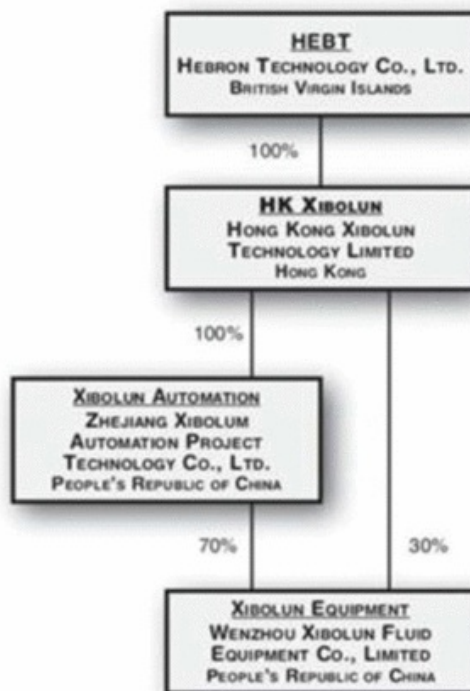 HEBT
HEBRON TECHNOLOGY CO., LTD.
BRITISH VIRGIN ISLANDS
100%
HK XIBOLUN
HONG KONG XIBOLUN
TECHNOLOGY LIMITED
HONG KONG
100%
XIBOLUN AUTOMATION
ZHEJIANG XIBOLUM
AUTOMATION PROJECT
TECHNOLOGY CO., LTD.
PEOPLE'S REPUBLIC OF CHINA
70%
30%
XIBOLUN EQUIPMENT
WENZHOU XIBOLUN FLUID
EQUIPMENT CO., LIMITED
PEOPLE'S REPUBLIC OF CHINA